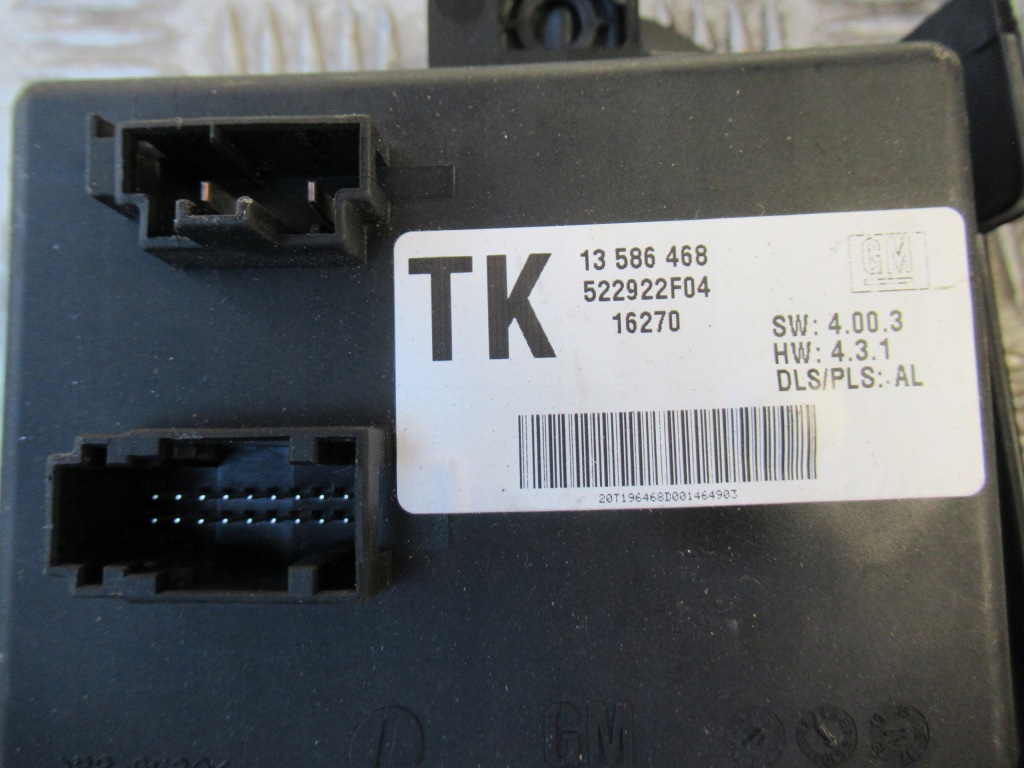 TK
13 586 468
522922F04
16270
GM
SW: 4.00.3
HW: 4.3.1
DLS/PLS: AL
20T196468D001464903
GM